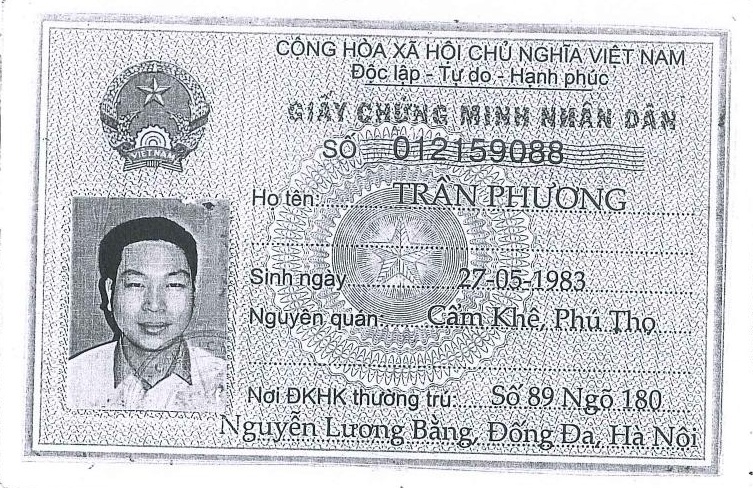 CỘNG HÒA XÃ HỘI CHỦ NGHĨA VIỆT NAM
Độc lập - Tự do - Hạnh phúc
GIẤY CHỨNG MINH NHÂN DÂN
SỐ 012159088
VIỆT NAM
Họ tên: TRẦN PHƯƠNG
Sinh ngày 27-05-1983
Nguyên quán: Cẩm Khê, Phú Thọ
Nơi ĐKHK thường trú: Số 89 Ngõ 180
Nguyễn Lương Bằng, Đống Đa, Hà Nội